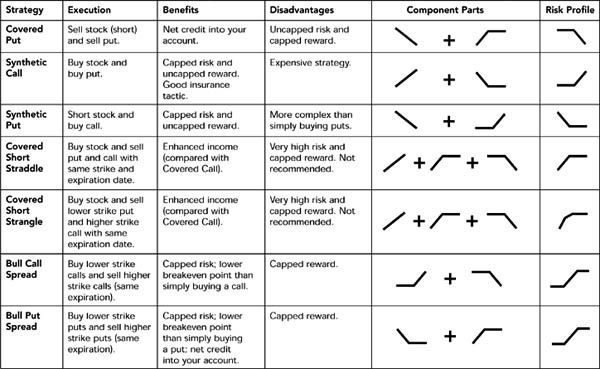 Strategy Execution Benefits Disadvantages Component Parts Risk Profile
Covered
Put
Sell stock (short)
and sell put.
Net credit into your
account.
Uncapped risk and
capped reward.
Synthetic
Call
Buy stock and
buy put.
Capped risk and
uncapped reward.
Good insurance
tactic.
Expensive strategy.
Synthetic
Put
Short stock and
buy call.
Capped risk and
uncapped reward.
More complex than
simply buying puts.
Covered
Short
Straddle
Buy stock and sell
put and call with
same strike and
expiration date.
Enhanced income
(compared with
Covered Call).
Very high risk and
capped reward. Not
recommended.
Covered
Short
Strangle
Buy stock and sell
lower strike put
and higher strike
call with same
expiration date.
Enhanced income
(compared with
Covered Call).
Very high risk and
capped reward. Not
recommended.
Bull Call
Spread
Buy lower strike
calls and sell higher
strike calls (same
expiration).
Capped risk; lower
breakeven point than
simply buying a call.
Capped reward.
Bull Put
Spread
Buy lower strike
puts and sell higher
strike puts (same
expiration).
Capped risk; lower
breakeven point
than simply buying
a put; net credit
into your account.
Capped reward.